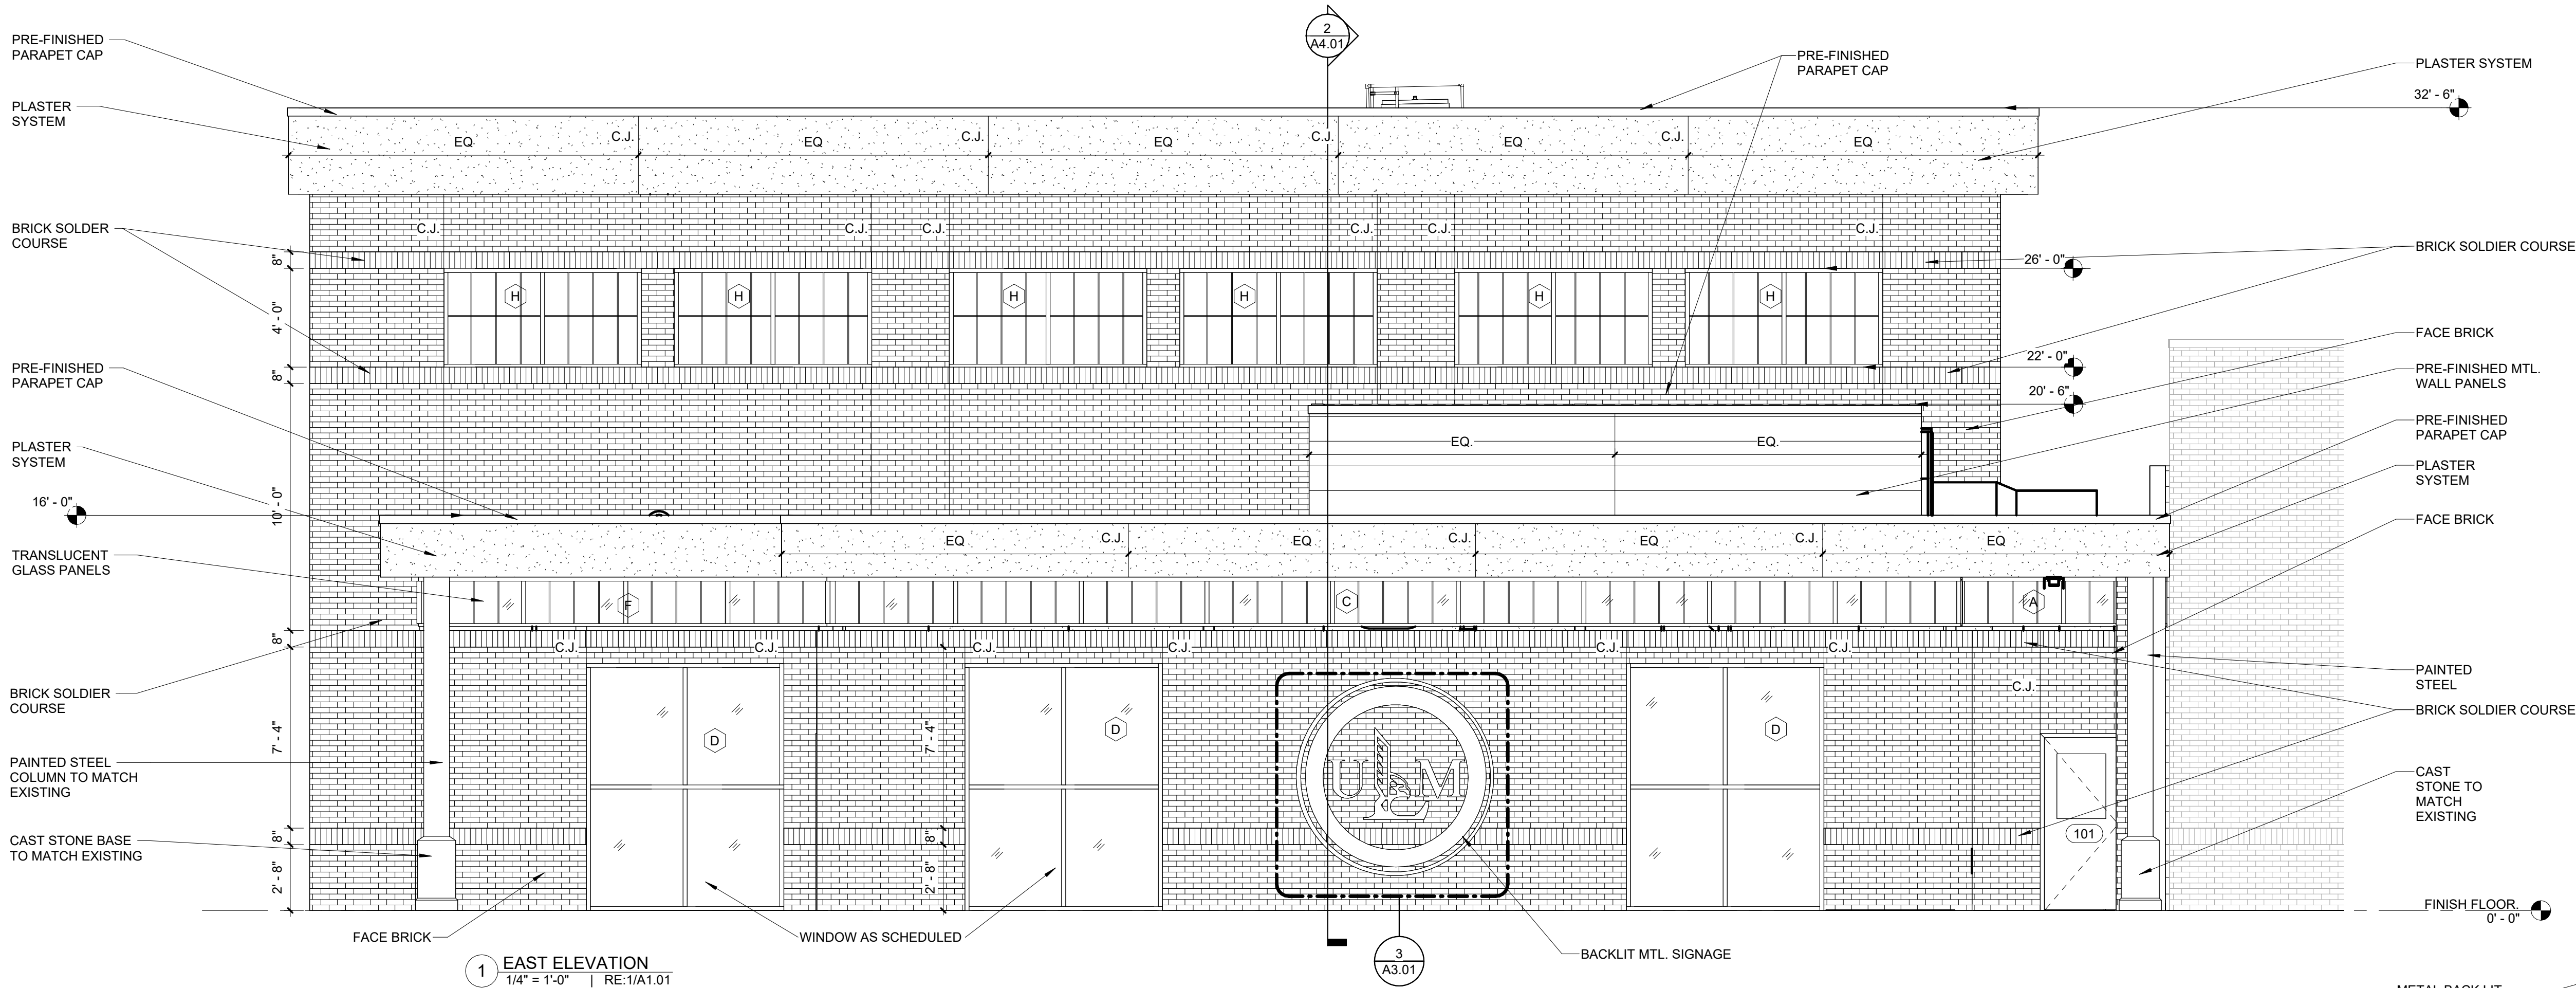 PRE-FINISHED
PARAPET CAP
PLASTER
SYSTEM
BRICK SOLDER
COURSE
PRE-FINISHED
PARAPET CAP
PLASTER
SYSTEM
16' - 0"
TRANSLUCENT
GLASS PANELS
BRICK SOLDIER
COURSE
PAINTED STEEL
COLUMN TO MATCH
EXISTING
CAST STONE BASE
TO MATCH EXISTING
8"
4' - 0"
8"
10' - 0"
8"
7' - 4"
8"
2' - 8"
2
A4.01
PRE-FINISHED
PARAPET CAP
EQ
C.J.
EQ
C.J.
EQ
C.J.
EQ
C.J.
EQ
C.J.
C.J.
C.J.
C.J.
C.J.
C.J.
H
H
H
H
H
H
EQ.
EQ.
EQ
C.J.
EQ
C.J.
EQ
C.J.
EQ
F
C
A
C.J.
C.J.
C.J.
C.J.
C.J.
C.J.
C.J.
7' - 4"
8"
2' - 8"
D
D
D
U
M
101
PLASTER SYSTEM
32' - 6"
BRICK SOLDIER COURSE
26' - 0"
FACE BRICK
22' - 0"
PRE-FINISHED MTL.
WALL PANELS
20' - 6"
PRE-FINISHED
PARAPET CAP
PLASTER
SYSTEM
FACE BRICK
PAINTED
STEEL
BRICK SOLDIER COURSE
CAST
STONE TO
MATCH
EXISTING
FINISH FLOOR.
0' - 0"
FACE BRICK
WINDOW AS SCHEDULED
3
A3.01
BACKLIT MTL. SIGNAGE
1
EAST ELEVATION
1/4" = 1'-0" | RE:1/A1.01